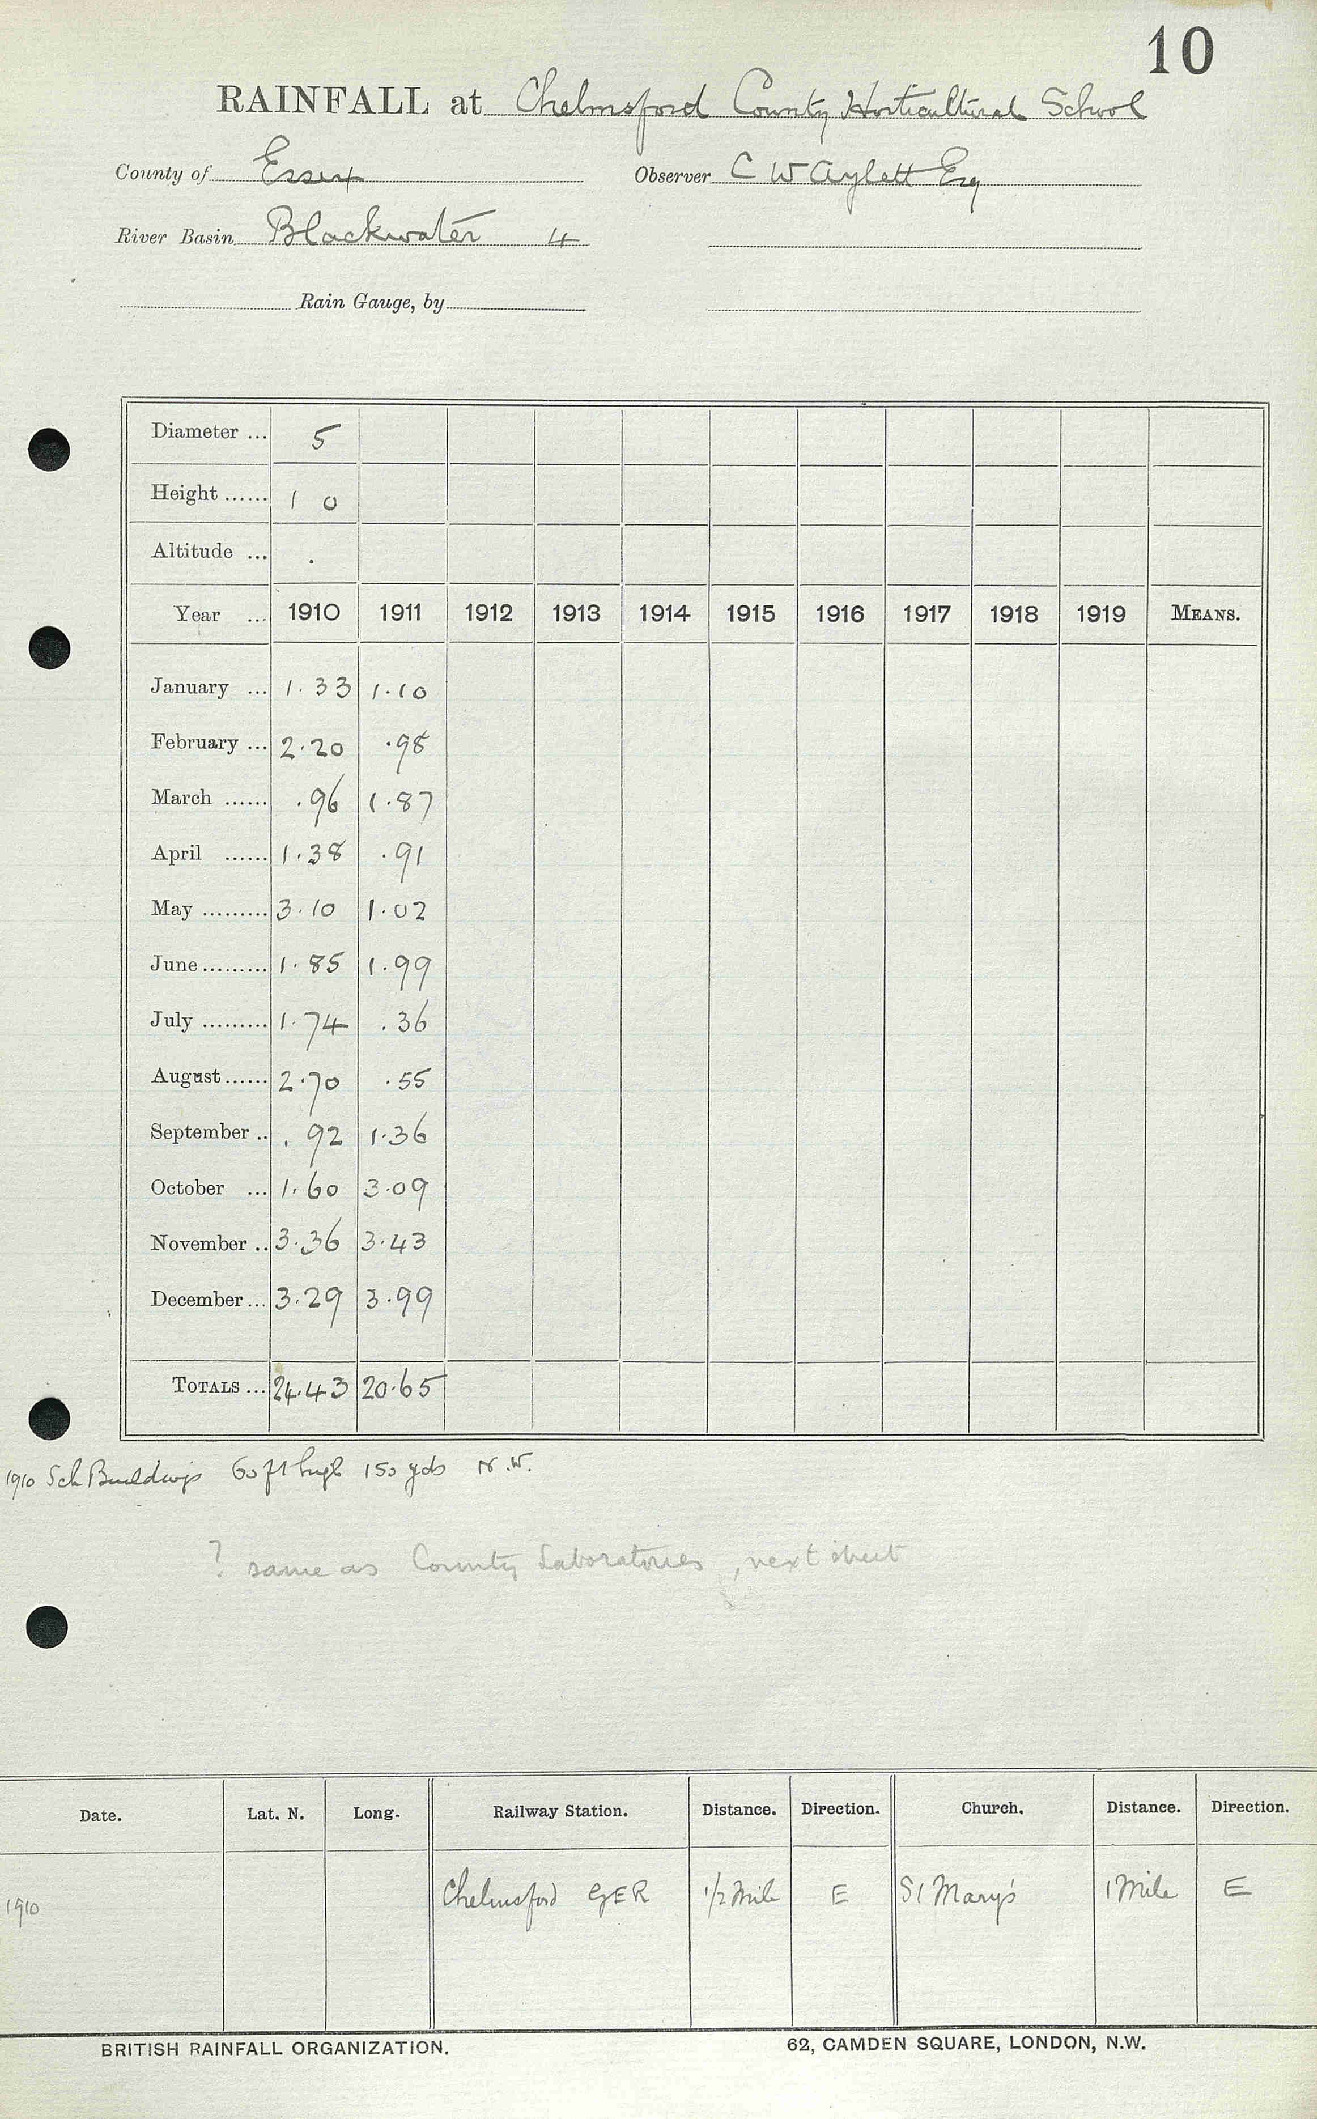 10
RAINFALL at Chelmsford County Horticultural School
County of Essex Observer C W Aylett Esq
River Basin Blackwater 4
Rain Gauge, by
Diameter ... 5
Height ...... 1 0
Altitude ... .
Year ... 1910 1911 1912 1913 1914 1915 1916 1917 1918 1919 MEANS.
January ... 1.33 1.10
February ... 2.20 .98
March ...... .96 1.87
April ...... 1.38 .91
May ......... 3.10 1.02
June ......... 1.85 1.99
July ......... 1.74 .36
August ...... 2.70 .55
September .. .92 1.36
October ... 1.60 3.09
November .. 3.36 3.43
December ... 3.29 3.99
TOTALS ... 24.43 20.65
1910 Sch Buildings 60 ft high 150 yds N.W.
? same as County Laboratories, next sheet
Date. Lat. N. Long. Railway Station. Distance. Direction. Church. Distance. Direction.
1910 Chelmsford GER 1/2 Mile E St Mary's 1 Mile E
BRITISH RAINFALL ORGANIZATION. 62, CAMDEN SQUARE, LONDON, N.W.